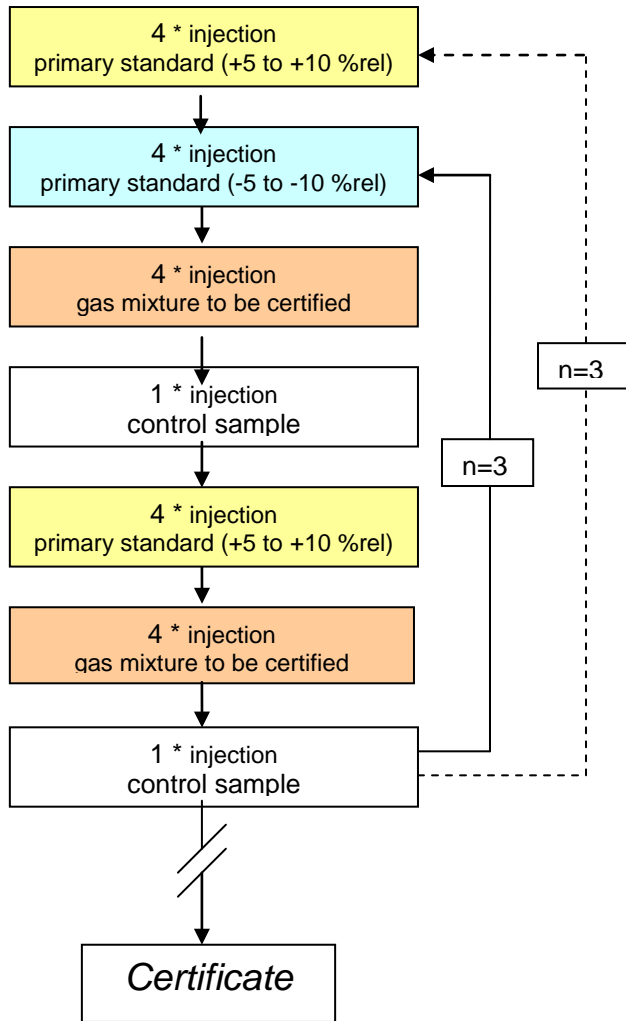 4 * injection
primary standard (+5 to +10 %rel)
4 * injection
primary standard (-5 to -10 %rel)
4 * injection
gas mixture to be certified
1 * injection
control sample
n=3
4 * injection
primary standard (+5 to +10 %rel)
n=3
4 * injection
gas mixture to be certified
1 * injection
control sample
Certificate